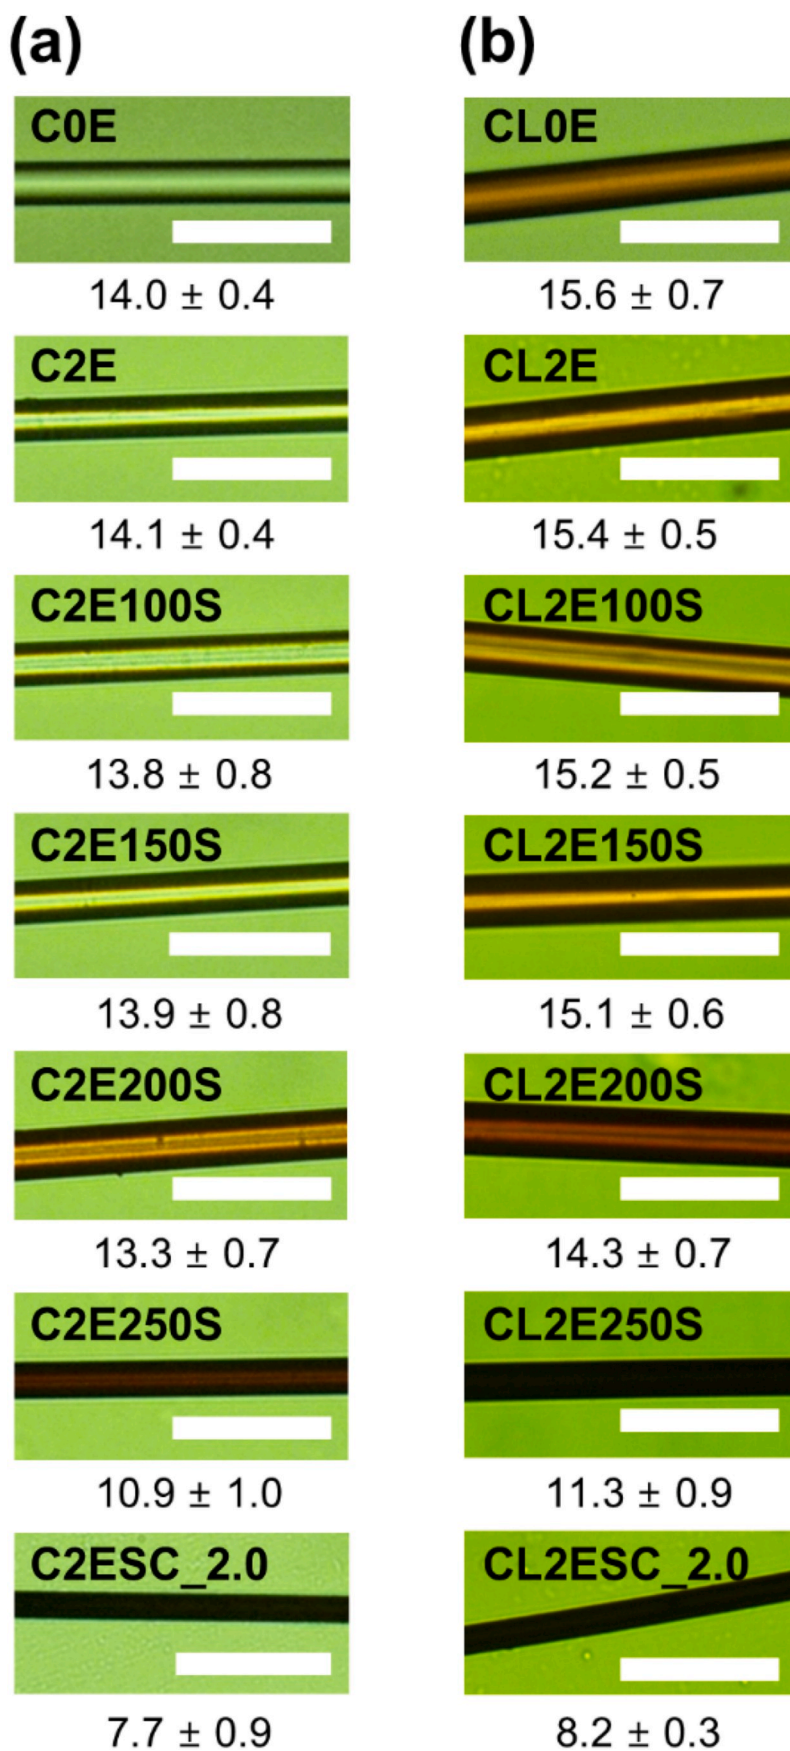 (a)
C0E
14.0 ± 0.4
C2E
14.1 ± 0.4
C2E100S
13.8 ± 0.8
C2E150S
13.9 ± 0.8
C2E200S
13.3 ± 0.7
C2E250S
10.9 ± 1.0
C2ESC_2.0
7.7 ± 0.9
(b)
CL0E
15.6 ± 0.7
CL2E
15.4 ± 0.5
CL2E100S
15.2 ± 0.5
CL2E150S
15.1 ± 0.6
CL2E200S
14.3 ± 0.7
CL2E250S
11.3 ± 0.9
CL2ESC_2.0
8.2 ± 0.3